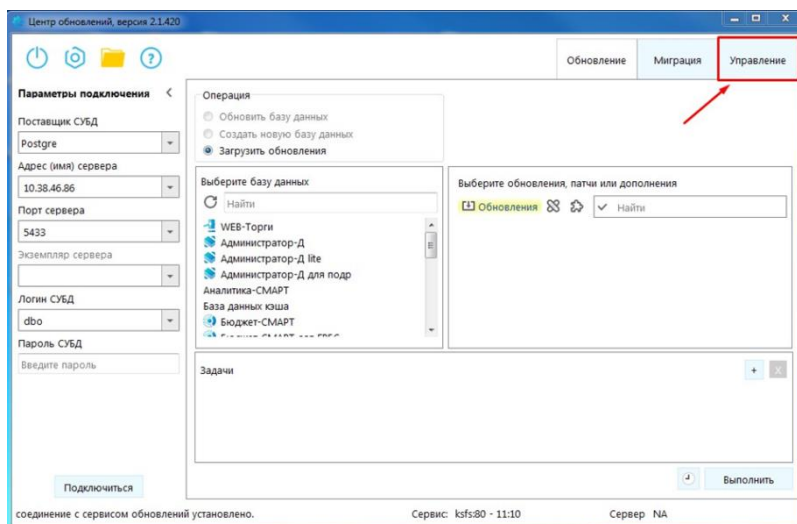 Центр обновлений, версия 2.1.420
Обновление Миграция Управление
Параметры подключения
Поставщик СУБД
Postgre
Адрес (имя) сервера
10.38.46.86
Порт сервера
5433
Экземпляр сервера
Логин СУБД
dbo
Пароль СУБД
Введите пароль
Подключиться
Операция
Обновить базу данных
Создать новую базу данных
Загрузить обновления
Выберите базу данных
Найти
WEB-Торги
Администратор-Д
Администратор-Д lite
Администратор-Д для подр
Аналитика-СМАРТ
База данных кэша
Бюджет-СМАРТ
Выберите обновления, патчи или дополнения
Обновления
Найти
Задачи
+ X
Выполнить
соединение с сервисом обновлений установлено. Сервис: ksfs:80 - 11:10 Сервер NA